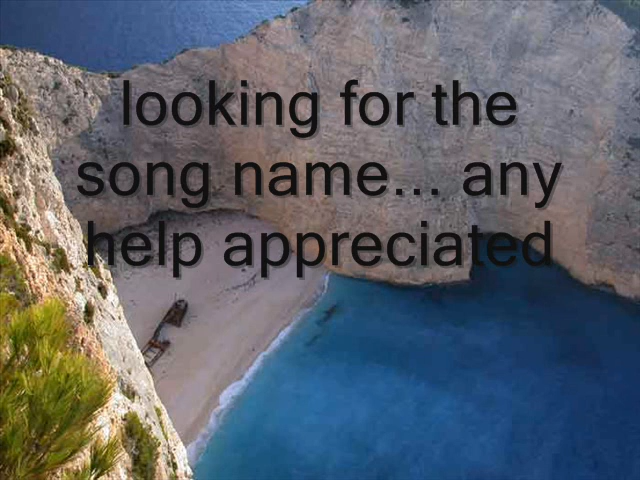 looking for the
song name... any
help appreciated